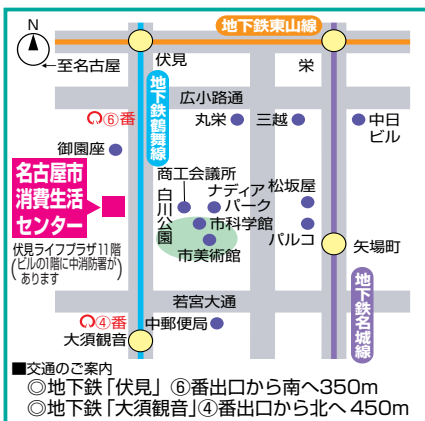 N
地下鉄東山線
←至名古屋
伏見
栄
地下鉄鶴舞線
広小路通
⑥番
丸栄
三越
中日
ビル
御園座
名古屋市
消費生活
センター
商工会議所
ナディア
パーク
松坂屋
白川公園
市科学館
パルコ
市美術館
矢場町
伏見ライフプラザ11階
(ビルの1階に中消防署が
あります)
若宮大通
地下鉄名城線
④番
中郵便局
大須観音
■交通のご案内
◎地下鉄「伏見」⑥番出口から南へ350m
◎地下鉄「大須観音」④番出口から北へ450m